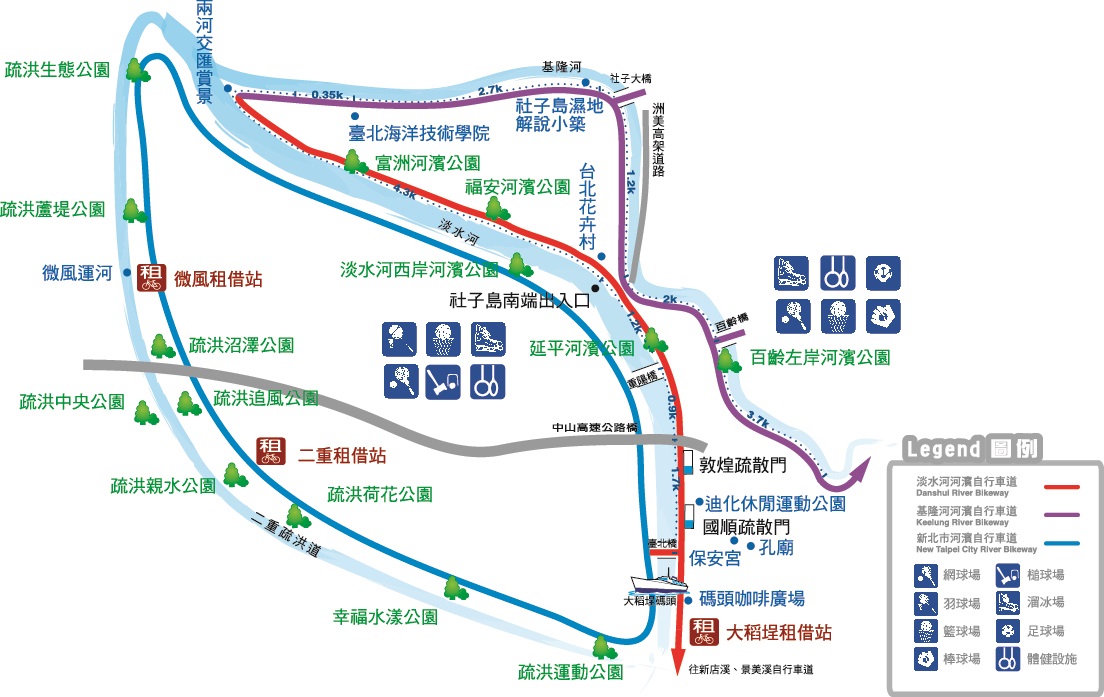 兩河交匯賞景
疏洪生態公園
基隆河
社子大橋
0.35k
2.7k
社子島濕地
解說小築
洲美高架道路
臺北海洋技術學院
富洲河濱公園
4.3k
福安河濱公園
台北花卉村
1.2k
疏洪蘆堤公園
淡水河
微風運河
租
微風租借站
淡水河西岸河濱公園
社子島南端出入口
2k
百齡橋
1.2k
延平河濱公園
百齡左岸河濱公園
疏洪沼澤公園
重陽橋
疏洪中央公園
疏洪追風公園
0.9k
3.7k
中山高速公路橋
租
二重租借站
敦煌疏散門
1.7k
疏洪親水公園
疏洪荷花公園
迪化休閒運動公園
國順疏散門
二重疏洪道
臺北橋
保安宮
孔廟
大稻埕碼頭
碼頭咖啡廣場
幸福水漾公園
租
大稻埕租借站
疏洪運動公園
往新店溪、景美溪自行車道
Legend 圖例
淡水河河濱自行車道
Danshui River Bikeway
基隆河河濱自行車道
Keelung River Bikeway
新北市河濱自行車道
New Taipei City River Bikeway
網球場
槌球場
羽球場
溜冰場
籃球場
足球場
棒球場
體健設施